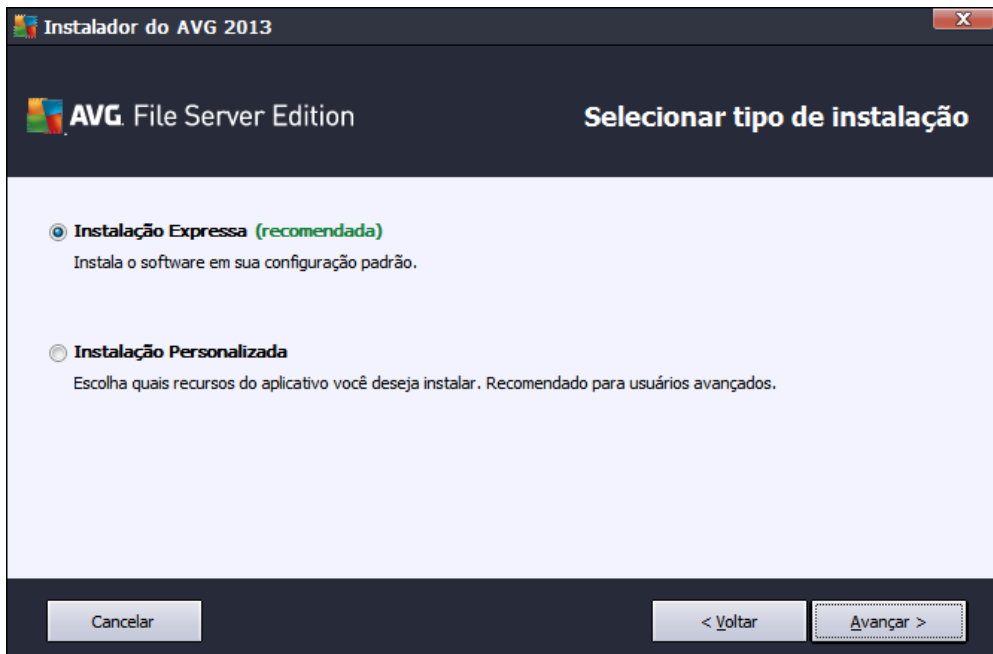 Instalador do AVG 2013
X
AVG. File Server Edition
Selecionar tipo de instalação
Instalação Expressa (recomendada)
Instala o software em sua configuração padrão.
Instalação Personalizada
Escolha quais recursos do aplicativo você deseja instalar. Recomendado para usuários avançados.
Cancelar
< Voltar
Avançar >